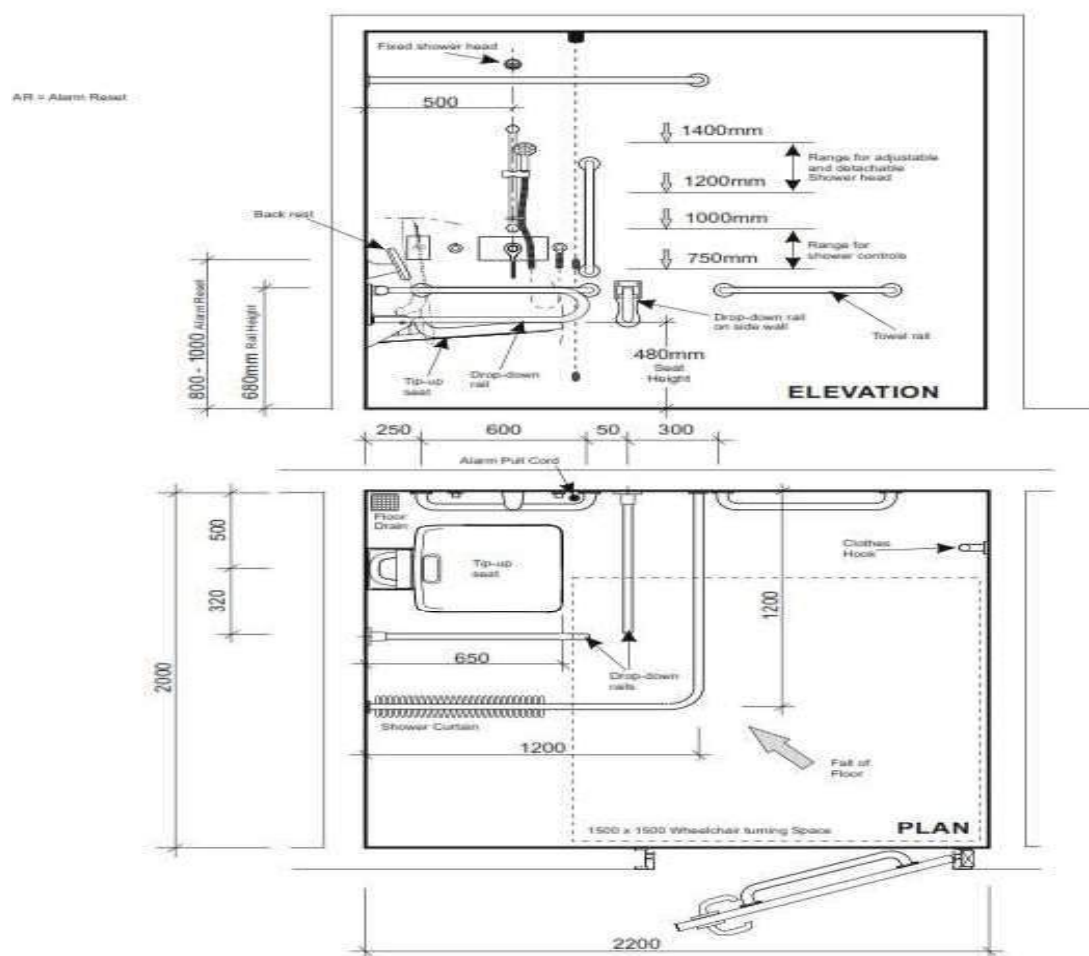 Fixed shower head
AR = Alarm Reset
500
1400mm
Range for adjustable
and detachable
Shower head
1200mm
Back rest
1000mm
Range for
shower controls
750mm
800 - 1000 Alarm Reset
680mm Rail Height
Drop-down rail
on side wall
Towel rail
480mm
Seat
Height
Tip-up
seat
Drop-down
rail
ELEVATION
250
600
50
300
Alarm Pull Cord
Floor
Drain
500
Clothes
Hook
Tip-up
seat
320
1200
2000
650
Drop-down
rails
Shower Curtain
1200
Fall of
Floor
1500 x 1500 Wheelchair turning Space
PLAN
2200